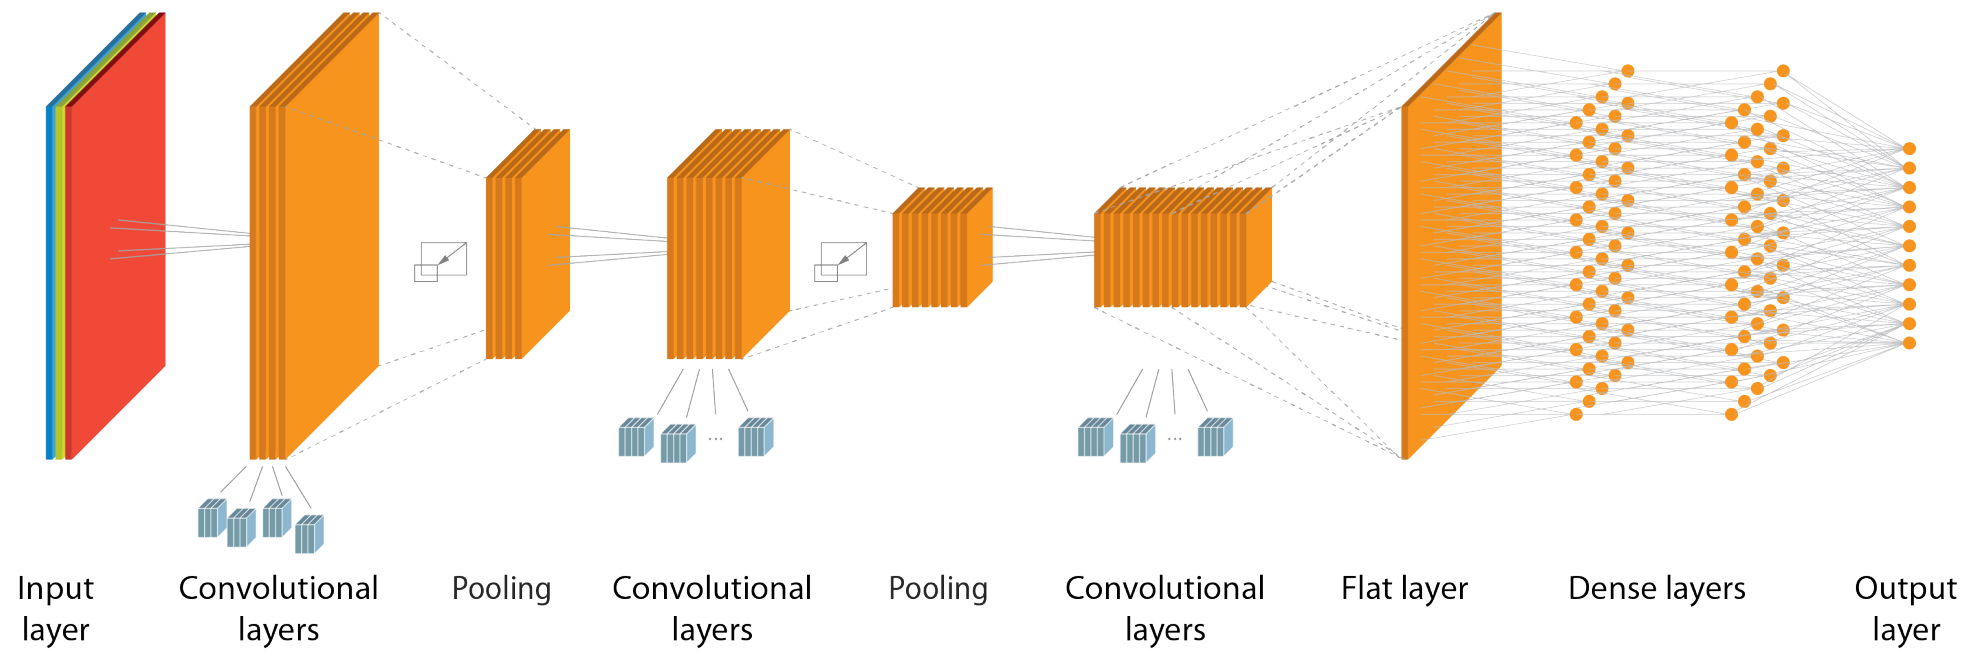 Input
layer
Convolutional
layers
Pooling
Convolutional
layers
Pooling
Convolutional
layers
Flat layer
Dense layers
Output
layer
...
...